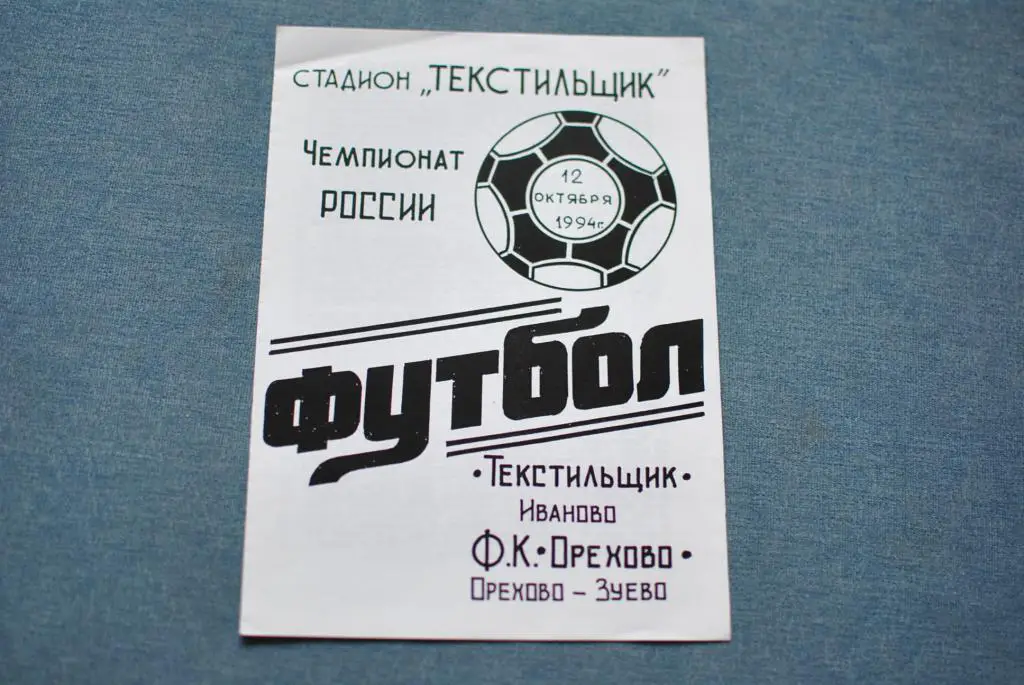 Стадион „Текстильщик”
Чемпионат
России
12
октября
1994г.
Футбол
•Текстильщик•
Иваново
Ф.К.•Орехово•
Орехово – Зуево